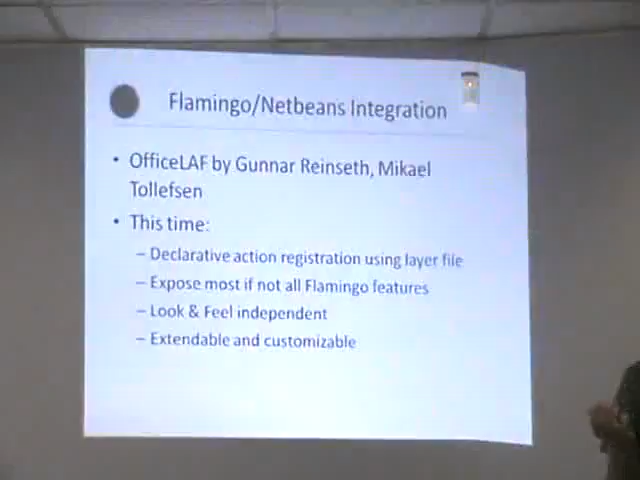 Flamingo/Netbeans Integration
• OfficeLAF by Gunnar Reinseth, Mikael
Tollefsen
• This time:
– Declarative action registration using layer file
– Expose most if not all Flamingo features
– Look & Feel independent
– Extendable and customizable